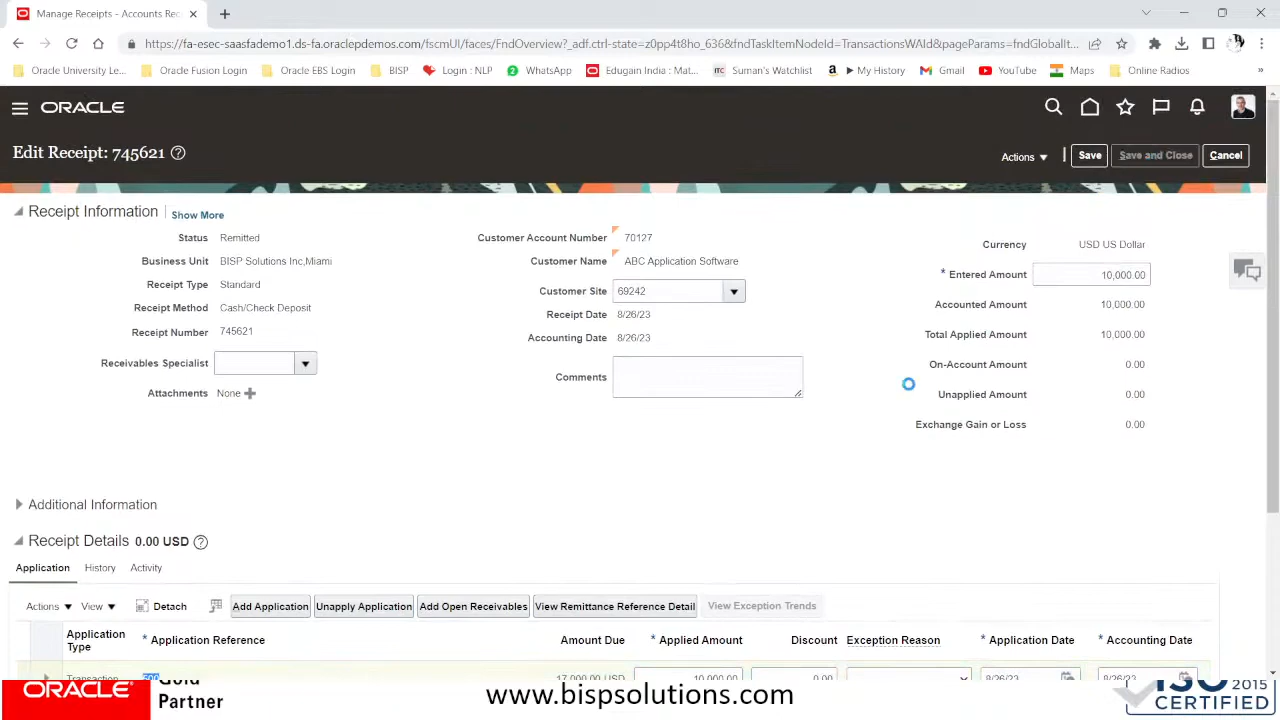 Manage Receipts - Accounts Rec
https://fa-esec-saasfademo1.ds-fa.oraclepdemos.com/fscmUI/faces/FndOverview?_adf.ctrl-state=z0pp4t8ho_636&fndTaskItemNodeId=TransactionsWAId&pageParams=fndGlobalIt...
Oracle University Le... Oracle Fusion Login Oracle EBS Login BISP Login : NLP WhatsApp Edugain India : Mat... Suman's Watchlist My History Gmail YouTube Maps Online Radios »
ORACLE
Edit Receipt: 745621 Actions Save Save and Close Cancel
Receipt Information Show More
Status Remitted
Business Unit BISP Solutions Inc,Miami
Receipt Type Standard
Receipt Method Cash/Check Deposit
Receipt Number 745621
Receivables Specialist
Attachments None
Customer Account Number 70127
Customer Name ABC Application Software
Customer Site 69242
Receipt Date 8/26/23
Accounting Date 8/26/23
Comments
Currency USD US Dollar
* Entered Amount 10,000.00
Accounted Amount 10,000.00
Total Applied Amount 10,000.00
On-Account Amount 0.00
Unapplied Amount 0.00
Exchange Gain or Loss 0.00
Additional Information
Receipt Details 0.00 USD
Application History Activity
Actions View Detach Add Application Unapply Application Add Open Receivables View Remittance Reference Detail View Exception Trends
Application Type * Application Reference Amount Due * Applied Amount Discount Exception Reason * Application Date * Accounting Date
Transaction 17,000.00 USD 10,000.00 0.00 8/26/23 8/26/23
ORACLE Gold
Partner
www.bispsolutions.com
ISO 2015
CERTIFIED